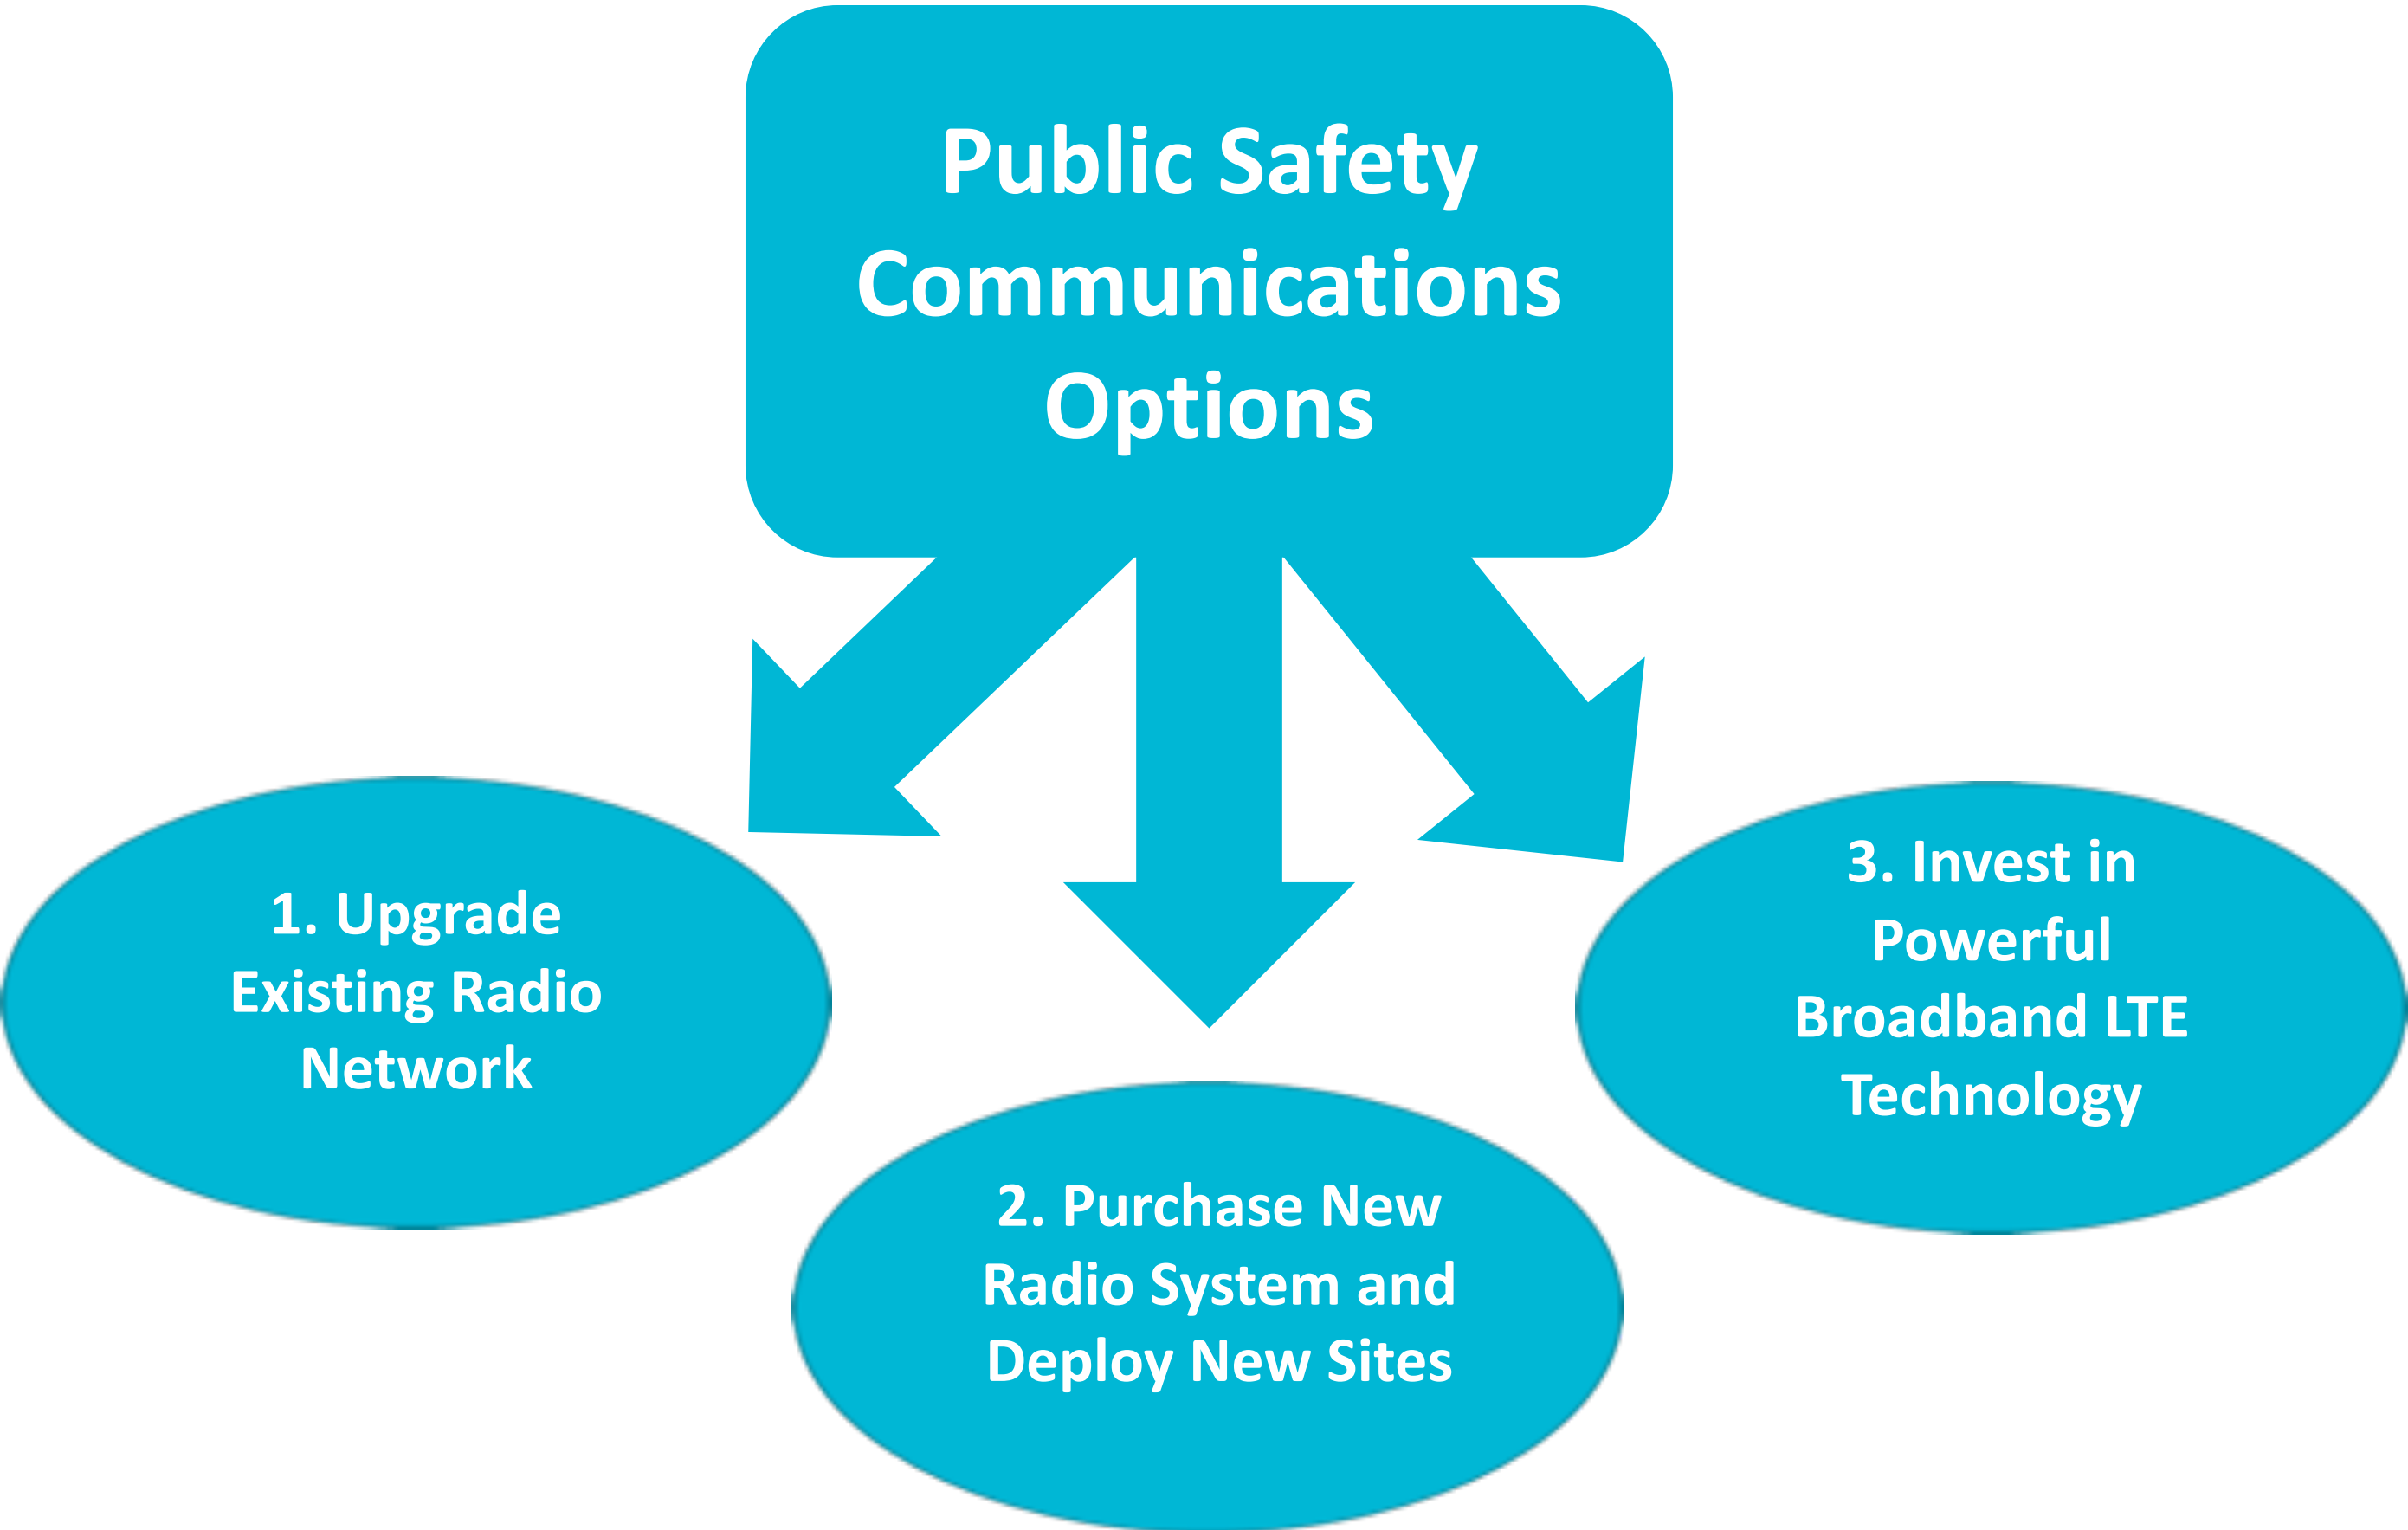 Public Safety
Communications
Options
1. Upgrade
Existing Radio
Network
2. Purchase New
Radio System and
Deploy New Sites
3. Invest in
Powerful
Broadband LTE
Technology